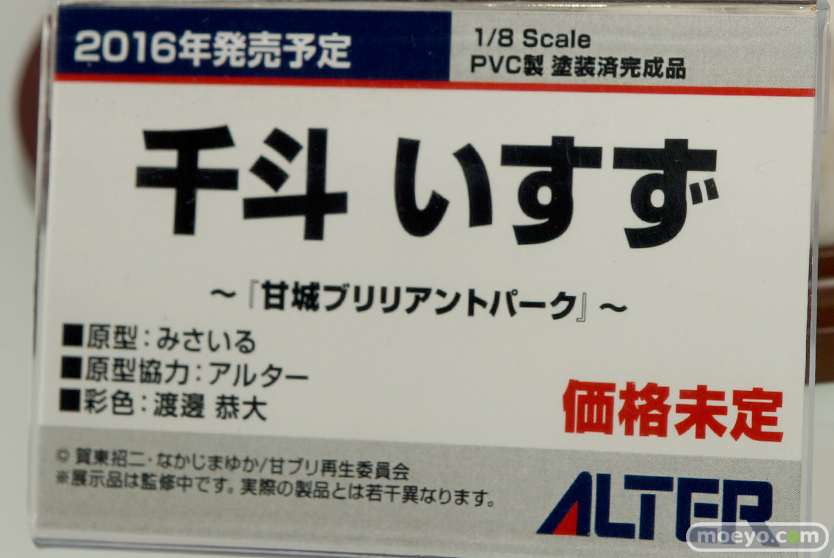 2016年発売予定
1/8 Scale
PVC製 塗装済完成品
千斗 いすず
～『甘城ブリリアントパーク』～
■原型：みさいる
■原型協力：アルター
■彩色：渡邊 恭大
価格未定
© 賀東招二・なかじまゆか/甘ブリ再生委員会
※展示品は監修中です。実際の製品とは若干異なります。
ALTER
moeyo.com